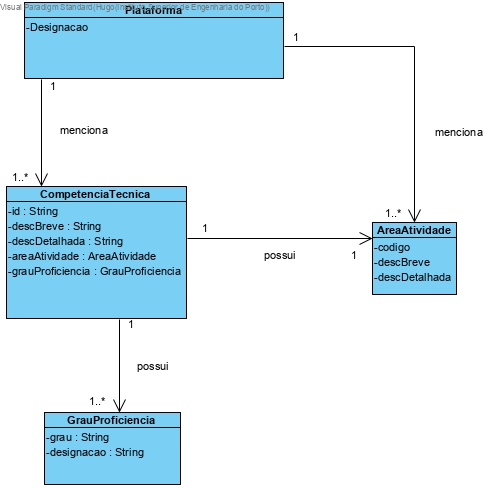 Visual Paradigm Standard(Hugo(Instituto Superior de Engenharia do Porto))
Plataforma
-Designacao
1
1
menciona
menciona
1..*
1..*
CompetenciaTecnica
-id : String
-descBreve : String
-descDetalhada : String
-areaAtividade : AreaAtividade
-grauProficiencia : GrauProficiencia
1
possui
1
AreaAtividade
-codigo
-descBreve
-descDetalhada
1
possui
1..*
GrauProficiencia
-grau : String
-designacao : String